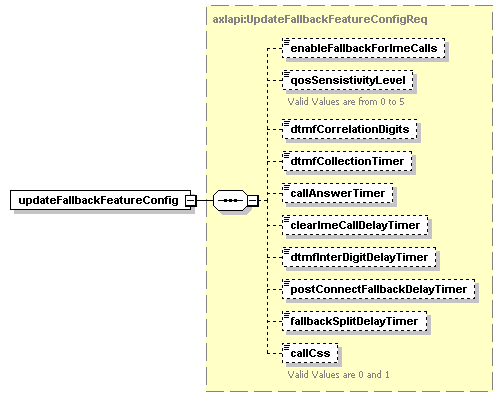 axlapi:UpdateFallbackFeatureConfigReq
enableFallbackForImeCalls
qosSensistivityLevel
Valid Values are from 0 to 5
dtmfCorrelationDigits
dtmfCollectionTimer
callAnswerTimer
updateFallbackFeatureConfig
clearImeCallDelayTimer
dtmfInterDigitDelayTimer
postConnectFallbackDelayTimer
fallbackSplitDelayTimer
callCss
Valid Values are 0 and 1